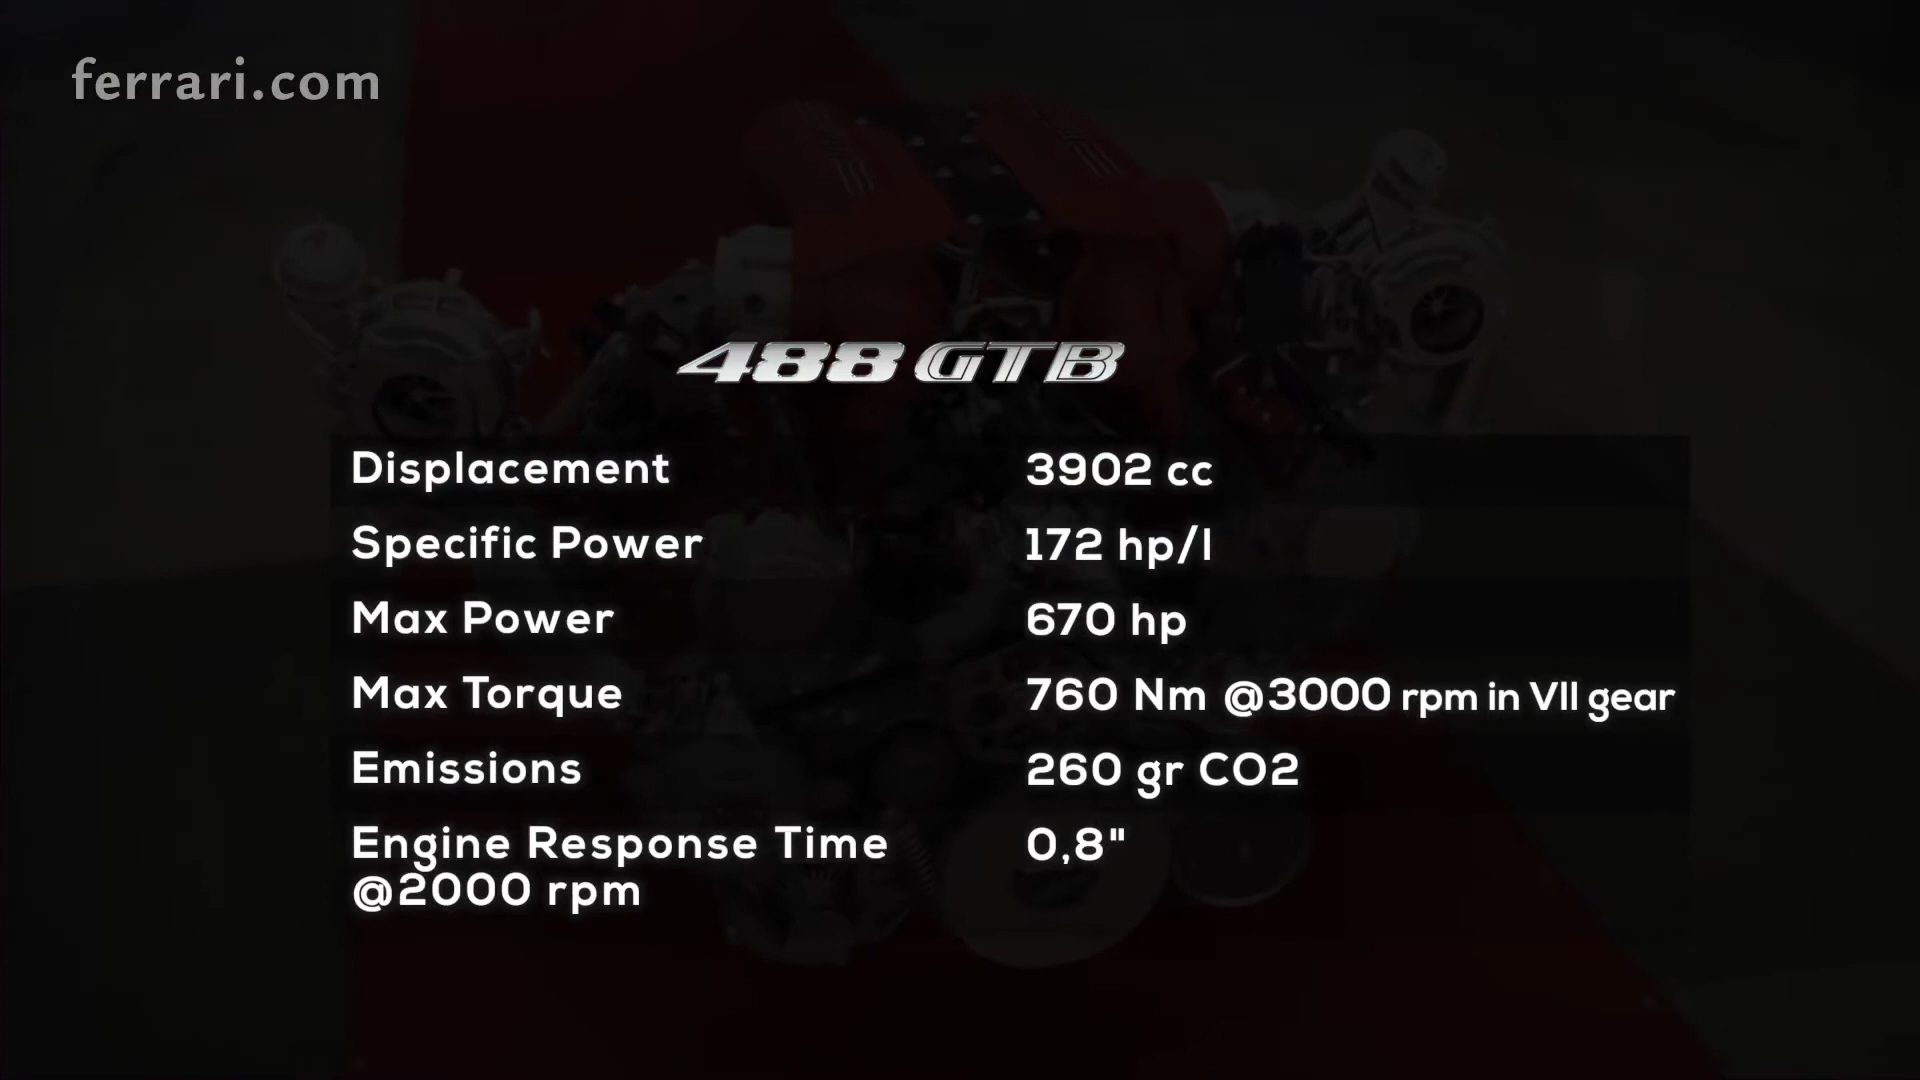 ferrari.com
488 GTB
Displacement 3902 cc
Specific Power 172 hp/l
Max Power 670 hp
Max Torque 760 Nm @3000 rpm in VII gear
Emissions 260 gr CO2
Engine Response Time 0,8"
@2000 rpm